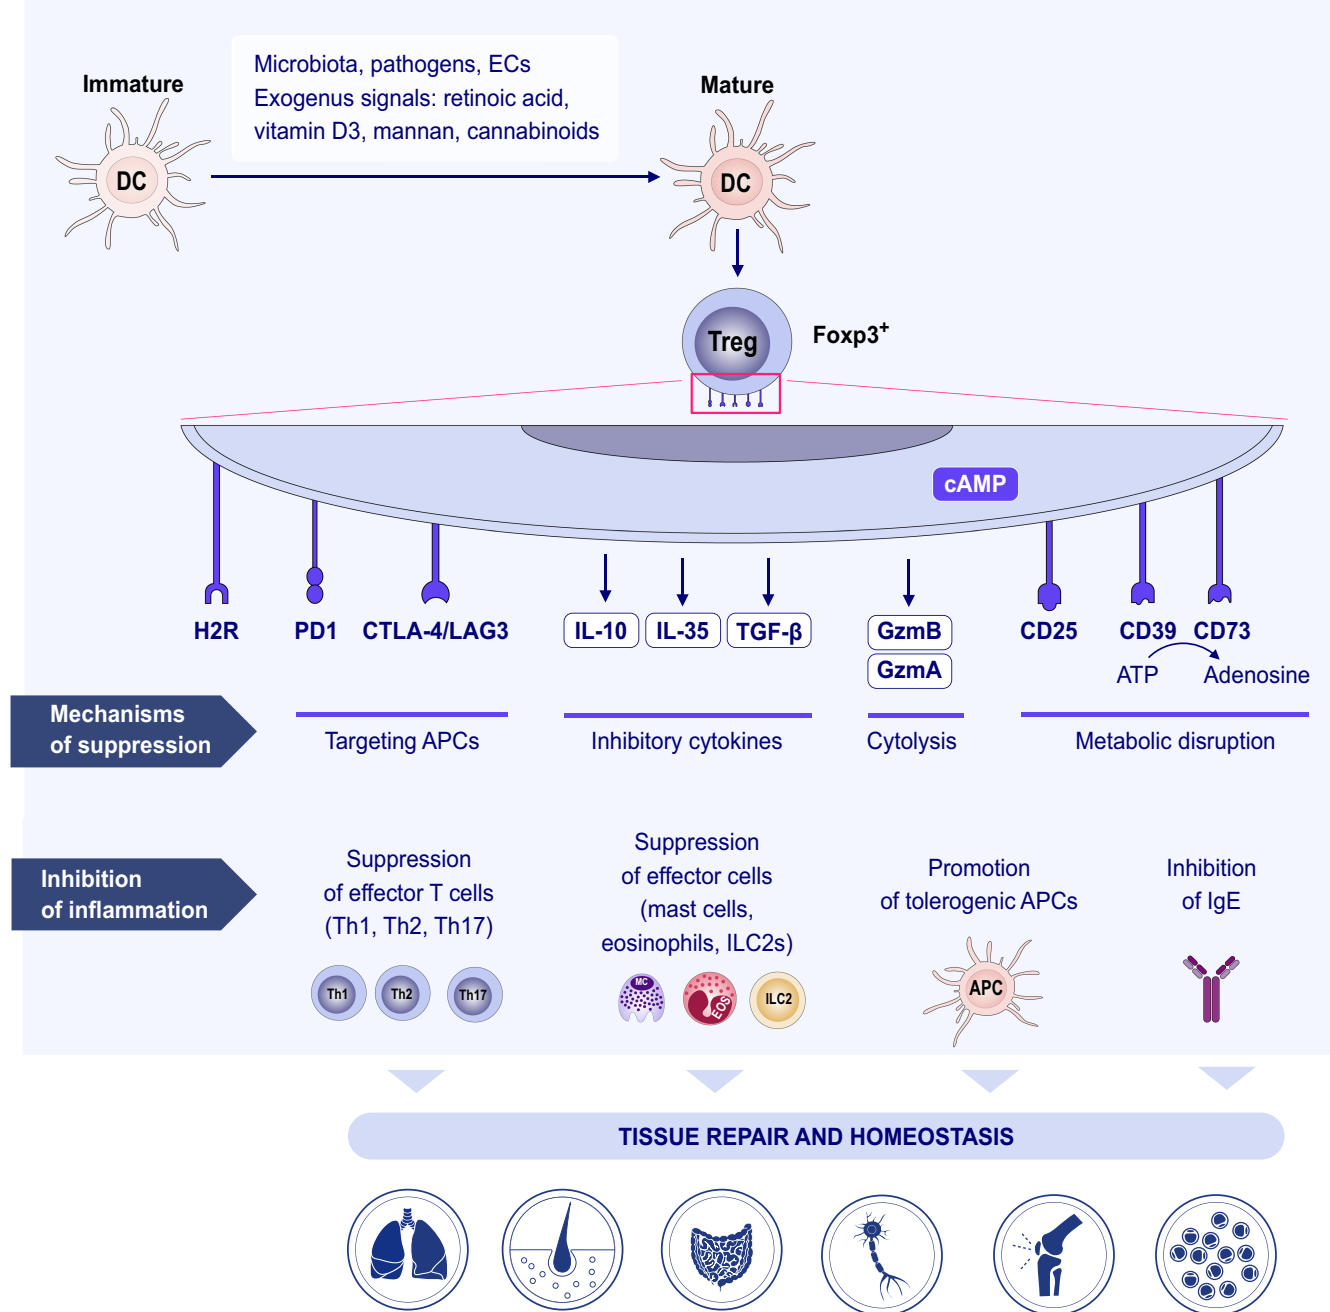 Immature
Microbiota, pathogens, ECs
Exogenus signals: retinoic acid,
vitamin D3, mannan, cannabinoids
Mature
DC
DC
Treg
Foxp3⁺
cAMP
H2R
PD1
CTLA-4/LAG3
IL-10
IL-35
TGF-β
GzmB
GzmA
CD25
CD39
CD73
ATP
Adenosine
Mechanisms
of suppression
Targeting APCs
Inhibitory cytokines
Cytolysis
Metabolic disruption
Inhibition
of inflammation
Suppression
of effector T cells
(Th1, Th2, Th17)
Th1
Th2
Th17
Suppression
of effector cells
(mast cells,
eosinophils, ILC2s)
MC
EOS
ILC2
Promotion
of tolerogenic APCs
APC
Inhibition
of IgE
TISSUE REPAIR AND HOMEOSTASIS